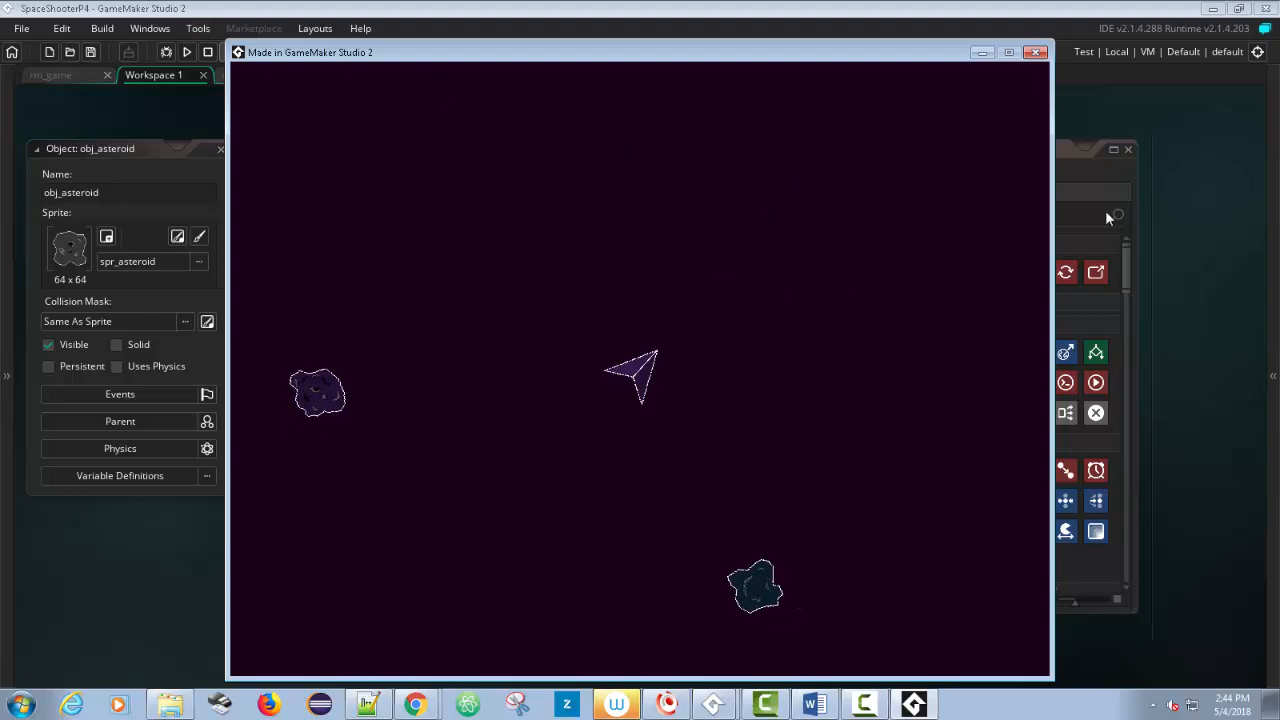 SpaceShooterP4 - GameMaker Studio 2
File Edit Build Windows Tools Marketplace Layouts Help
IDE v2.1.4.288 Runtime v2.1.4.203
Test | Local | VM | Default | default
Made in GameMaker Studio 2
rm_game
Workspace 1
Object: obj_asteroid
Name:
obj_asteroid
Sprite:
spr_asteroid
64 x 64
Collision Mask:
Same As Sprite
Visible Solid
Persistent Uses Physics
Events
Parent
Physics
Variable Definitions
2:44 PM
5/4/2018